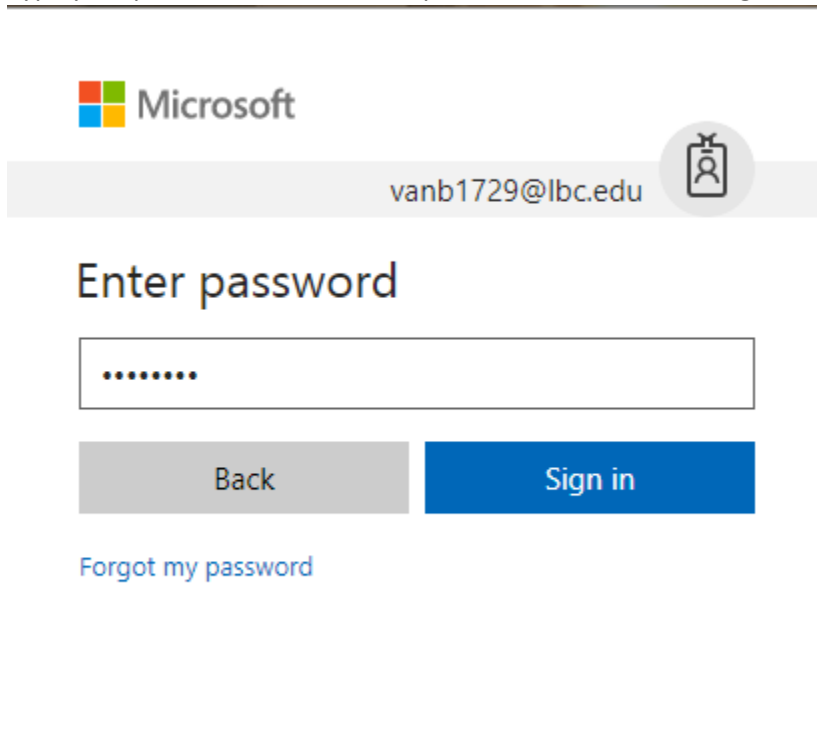 Microsoft
vanb1729@lbc.edu
Enter password
••••••••
Back
Sign in
Forgot my password